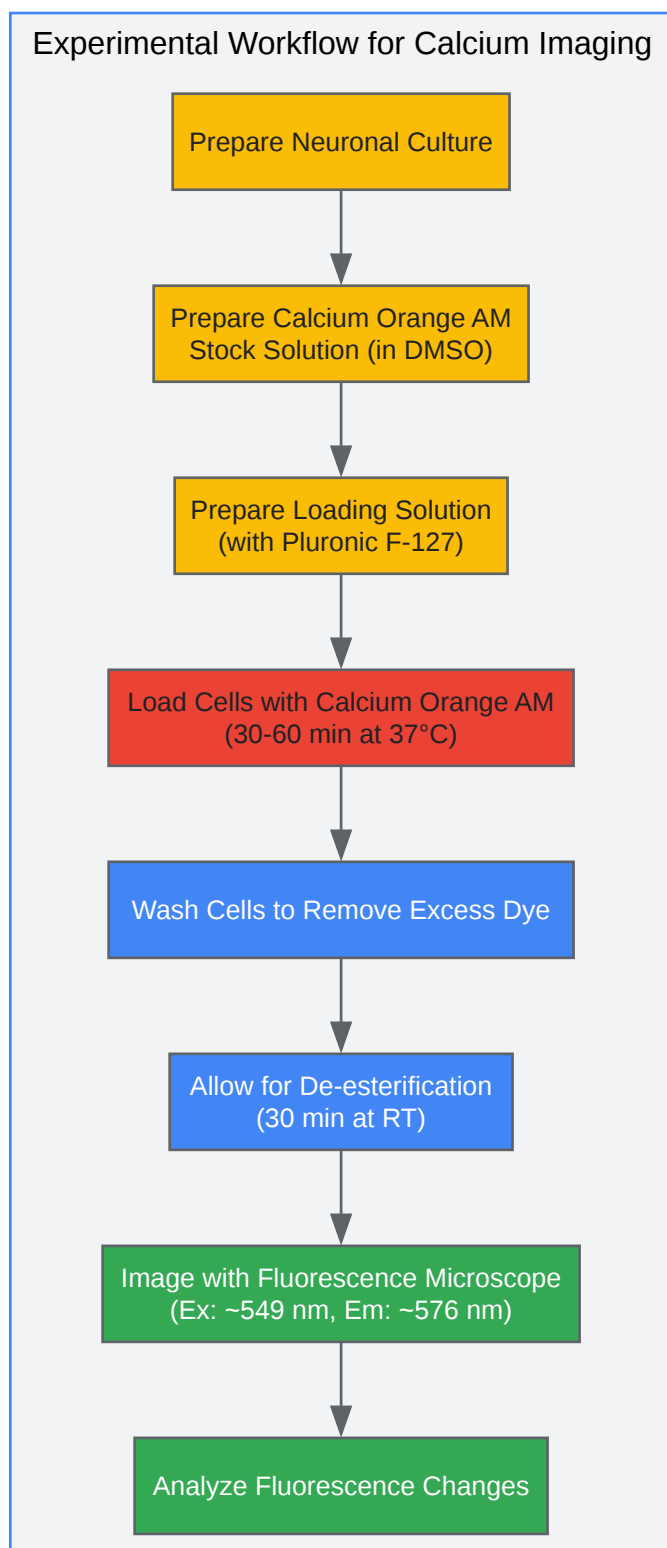 Experimental Workflow for Calcium Imaging
Prepare Neuronal Culture
Prepare Calcium Orange AM
Stock Solution (in DMSO)
Prepare Loading Solution
(with Pluronic F-127)
Load Cells with Calcium Orange AM
(30-60 min at 37°C)
Wash Cells to Remove Excess Dye
Allow for De-esterification
(30 min at RT)
Image with Fluorescence Microscope
(Ex: ~549 nm, Em: ~576 nm)
Analyze Fluorescence Changes